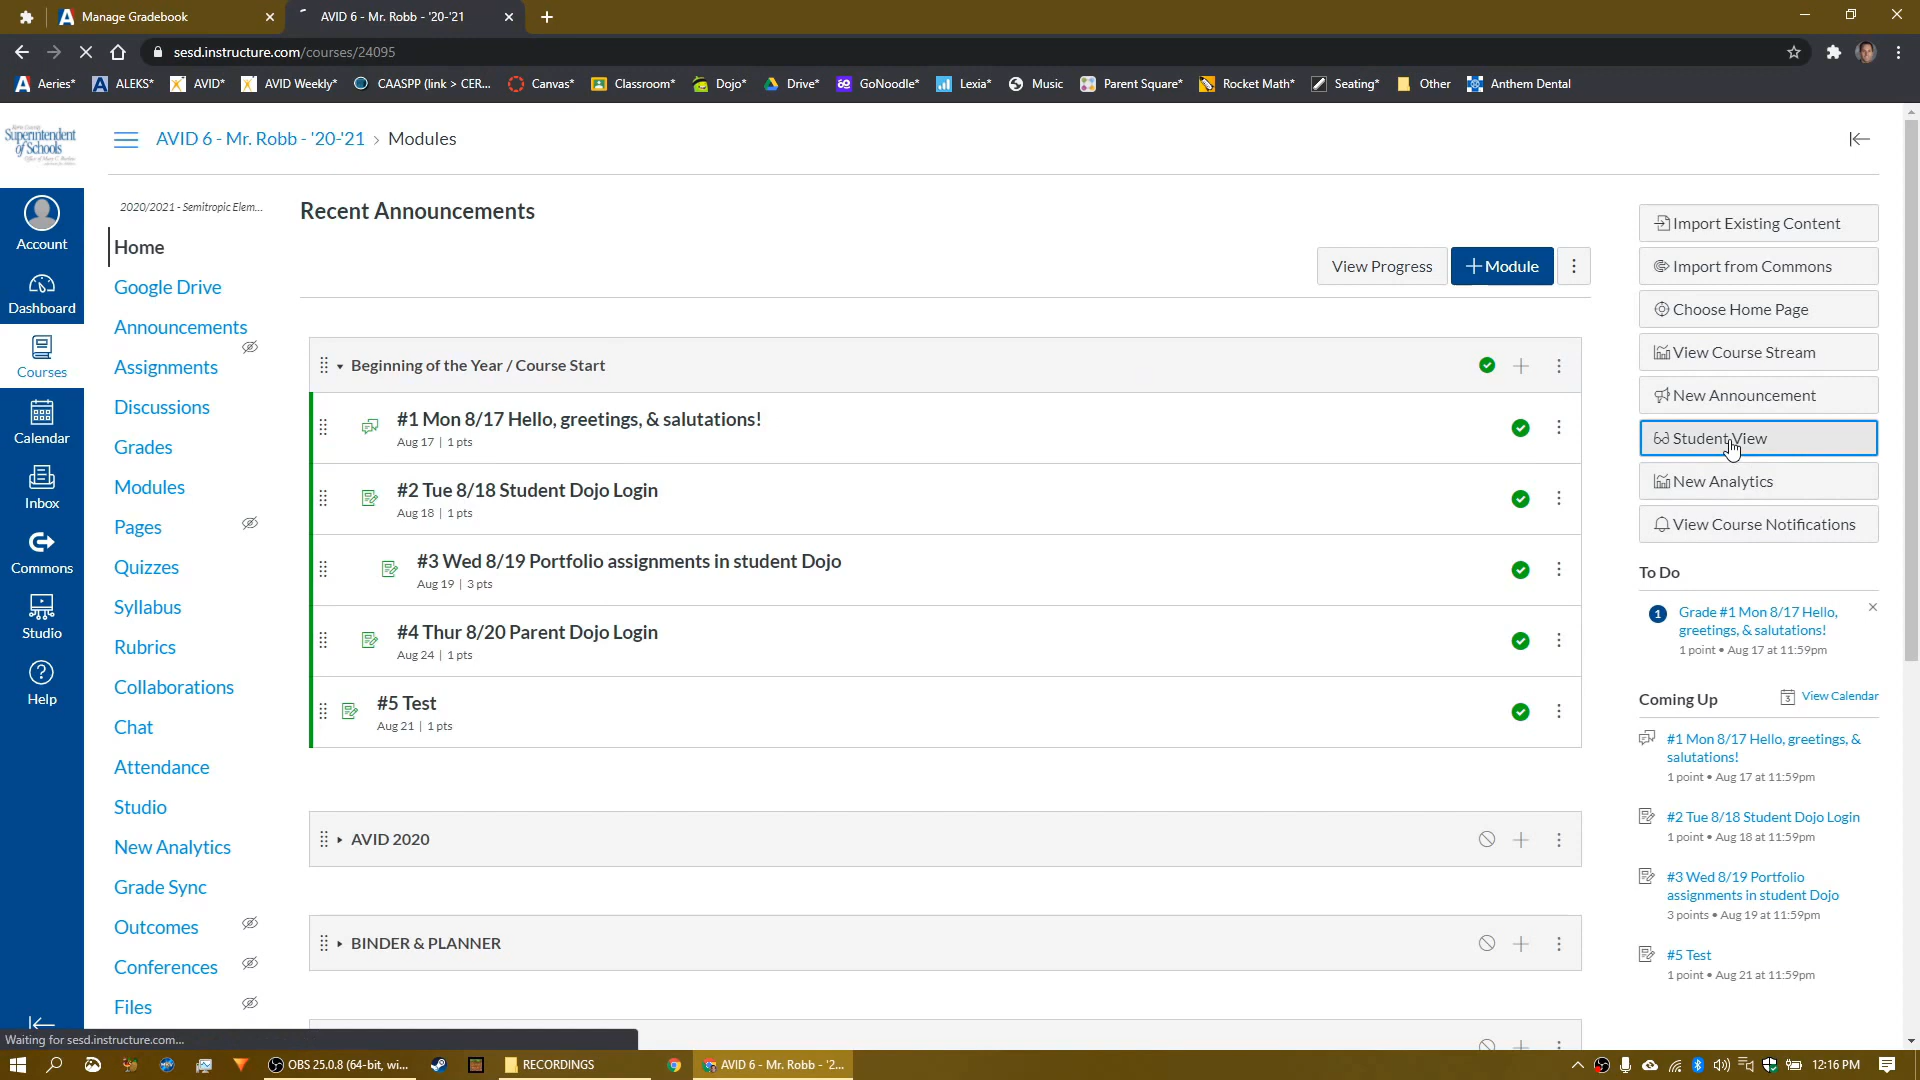 Manage Gradebook
AVID 6 - Mr. Robb - '20-'21
sesd.instructure.com/courses/24095
Aeries*
ALEKS*
AVID*
AVID Weekly*
CAASPP (link > CER...
Canvas*
Classroom*
Dojo*
Drive*
GoNoodle*
Lexia*
Music
Parent Square*
Rocket Math*
Seating*
Other
Anthem Dental
Superintendent
of Schools
AVID 6 - Mr. Robb - '20-'21 > Modules
Account
Dashboard
Courses
Calendar
Inbox
Commons
Studio
Help
2020/2021 - Semitropic Elem...
Home
Google Drive
Announcements
Assignments
Discussions
Grades
Modules
Pages
Quizzes
Syllabus
Rubrics
Collaborations
Chat
Attendance
Studio
New Analytics
Grade Sync
Outcomes
Conferences
Files
Recent Announcements
View Progress
+ Module
Beginning of the Year / Course Start
#1 Mon 8/17 Hello, greetings, & salutations!
Aug 17 | 1 pts
#2 Tue 8/18 Student Dojo Login
Aug 18 | 1 pts
#3 Wed 8/19 Portfolio assignments in student Dojo
Aug 19 | 3 pts
#4 Thur 8/20 Parent Dojo Login
Aug 24 | 1 pts
#5 Test
Aug 21 | 1 pts
AVID 2020
BINDER & PLANNER
Import Existing Content
Import from Commons
Choose Home Page
View Course Stream
New Announcement
Student View
New Analytics
View Course Notifications
To Do
1
Grade #1 Mon 8/17 Hello,
greetings, & salutations!
1 point • Aug 17 at 11:59pm
Coming Up
3
View Calendar
#1 Mon 8/17 Hello, greetings, &
salutations!
1 point • Aug 17 at 11:59pm
#2 Tue 8/18 Student Dojo Login
1 point • Aug 18 at 11:59pm
#3 Wed 8/19 Portfolio
assignments in student Dojo
3 points • Aug 19 at 11:59pm
#5 Test
1 point • Aug 21 at 11:59pm
Waiting for sesd.instructure.com...
OBS 25.0.8 (64-bit, wi...
RECORDINGS
AVID 6 - Mr. Robb - '2...
12:16 PM